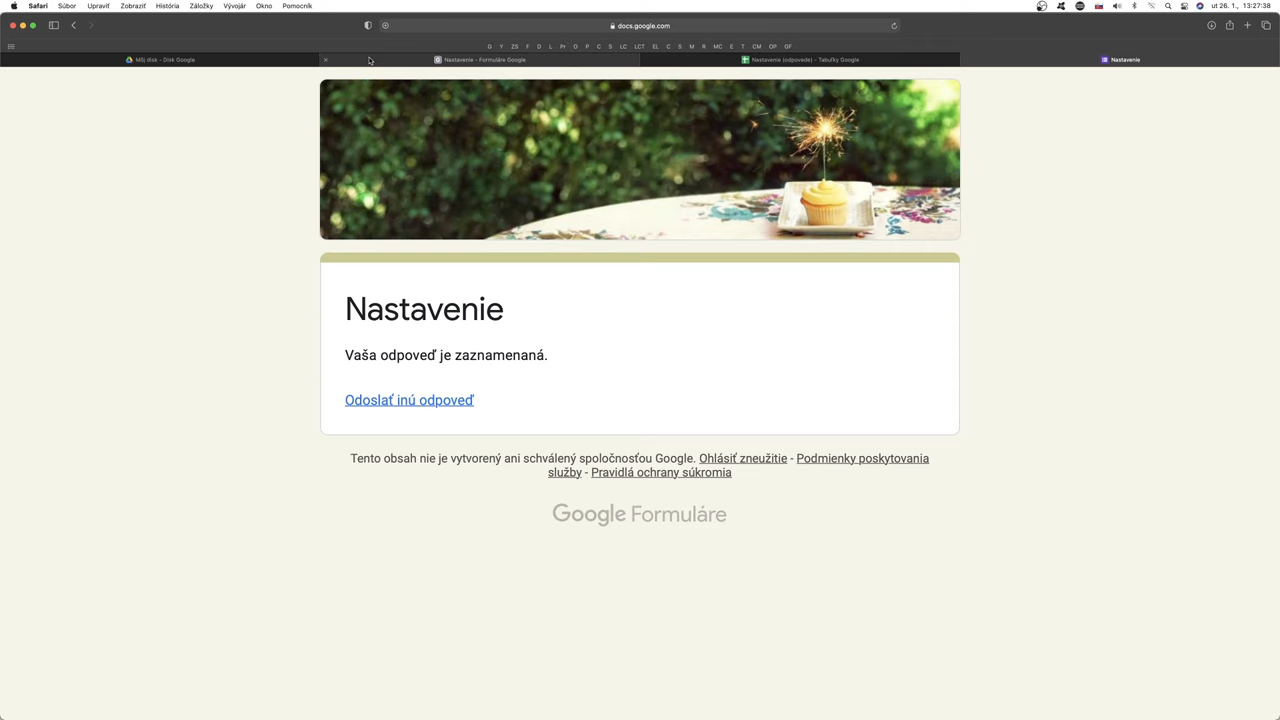 Safari Súbor Upraviť Zobraziť História Záložky Vývojár Okno Pomocník ut 26. 1., 13:27:38
docs.google.com
G Y ZS F D L Pr O P C S LC LCT EL C S M R MC E T CM OP GF
Môj disk - Disk Google Nastavenie - Formuláre Google Nastavenie (odpovede) - Tabuľky Google Nastavenie
Nastavenie
Vaša odpoveď je zaznamenaná.
Odoslať inú odpoveď
Tento obsah nie je vytvorený ani schválený spoločnosťou Google. Ohlásiť zneužitie - Podmienky poskytovania
služby - Pravidlá ochrany súkromia
Google Formuláre